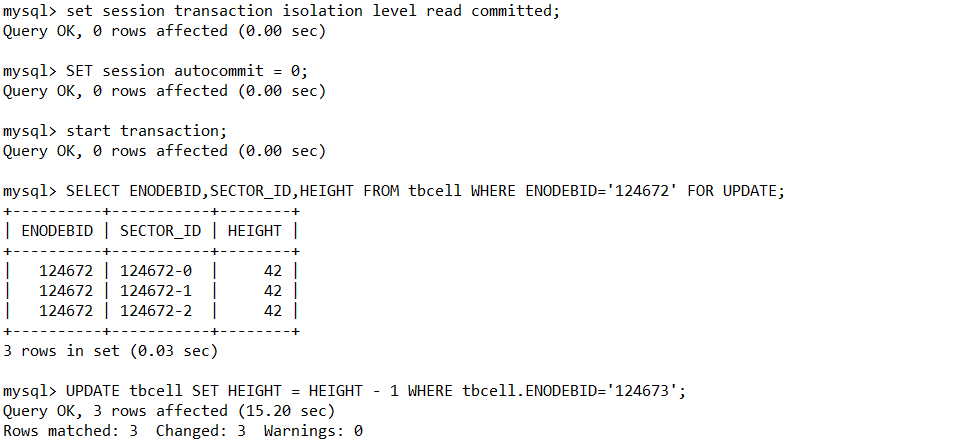 mysql> set session transaction isolation level read committed;
Query OK, 0 rows affected (0.00 sec)

mysql> SET session autocommit = 0;
Query OK, 0 rows affected (0.00 sec)

mysql> start transaction;
Query OK, 0 rows affected (0.00 sec)

mysql> SELECT ENODEBID,SECTOR_ID,HEIGHT FROM tbcell WHERE ENODEBID='124672' FOR UPDATE;
+----------+-----------+--------+
| ENODEBID | SECTOR_ID | HEIGHT |
+----------+-----------+--------+
|   124672 | 124672-0  |     42 |
|   124672 | 124672-1  |     42 |
|   124672 | 124672-2  |     42 |
+----------+-----------+--------+
3 rows in set (0.03 sec)

mysql> UPDATE tbcell SET HEIGHT = HEIGHT - 1 WHERE tbcell.ENODEBID='124673';
Query OK, 3 rows affected (15.20 sec)
Rows matched: 3  Changed: 3  Warnings: 0